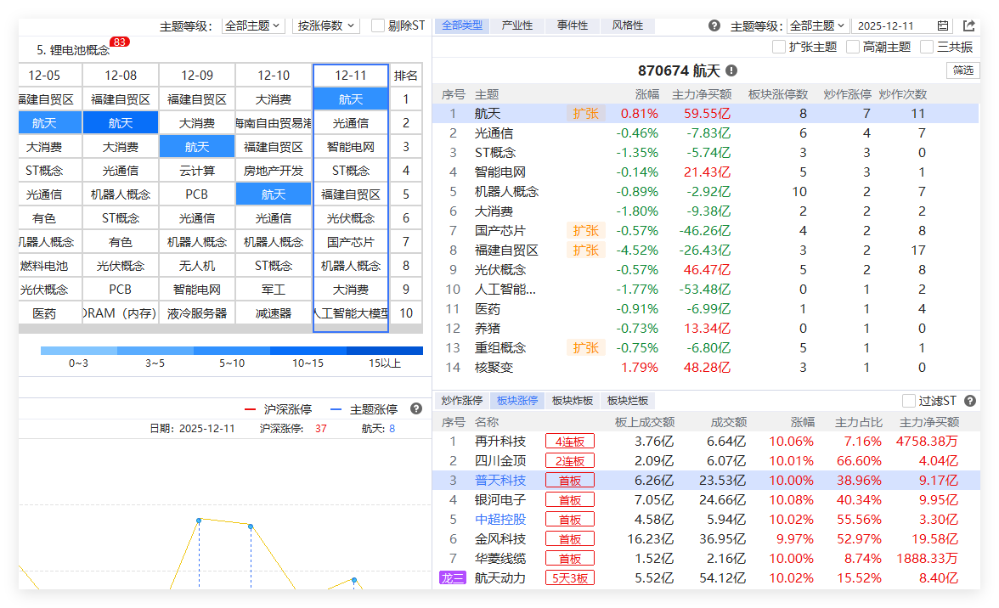 主题等级: 全部主题 按涨停数 剔除ST
5. 锂电池概念 83
12-05 12-08 12-09 12-10 12-11 排名
福建自贸区 福建自贸区 福建自贸区 大消费 航天 1
航天 航天 大消费 海南自由贸易港 光通信 2
大消费 大消费 航天 福建自贸区 智能电网 3
ST概念 光通信 云计算 房地产开发 ST概念 4
光通信 机器人概念 PCB 航天 福建自贸区 5
有色 ST概念 光通信 光通信 光伏概念 6
机器人概念 有色 机器人概念 机器人概念 国产芯片 7
燃料电池 光伏概念 无人机 ST概念 机器人概念 8
光伏概念 PCB 智能电网 军工 大消费 9
医药 DRAM（内存） 液冷服务器 减速器 人工智能大模型 10
0~3 3~5 5~10 10~15 15以上
沪深涨停 主题涨停 ?
日期: 2025-12-11 沪深涨停: 37 航天: 8
全部类型 产业性 事件性 风格性 ? 主题等级: 全部主题 2025-12-11
扩张主题 高潮主题 三共振
870674 航天 筛选
序号 主题 涨幅 主力净买额 板块涨停数 炒作涨停 炒作次数
1 航天 扩张 0.81% 59.55亿 8 7 11
2 光通信 -0.46% -7.83亿 6 4 7
3 ST概念 -1.35% -5.74亿 3 3 0
4 智能电网 -0.14% 21.43亿 5 3 1
5 机器人概念 -0.89% -2.92亿 10 2 7
6 大消费 -1.80% -9.38亿 2 2 2
7 国产芯片 扩张 -0.57% -46.26亿 4 2 8
8 福建自贸区 扩张 -4.52% -26.43亿 3 2 17
9 光伏概念 -0.57% 46.47亿 5 2 8
10 人工智能... -1.77% -53.48亿 0 1 2
11 医药 -0.91% -6.99亿 1 1 4
12 养猪 -0.73% 13.34亿 0 1 0
13 重组概念 扩张 -0.75% -6.80亿 5 1 1
14 核聚变 1.79% 48.28亿 3 1 0
炒作涨停 板块涨停 板块炸板 板块烂板 过滤ST ?
序号 名称 板上成交额 成交额 涨幅 主力占比 主力净买额
1 再升科技 4连板 3.76亿 6.64亿 10.06% 7.16% 4758.38万
2 四川金顶 2连板 2.09亿 6.07亿 10.01% 66.60% 4.04亿
3 普天科技 首板 6.26亿 23.53亿 10.00% 38.96% 9.17亿
4 银河电子 首板 7.05亿 24.66亿 10.08% 40.34% 9.95亿
5 中超控股 首板 4.58亿 5.94亿 10.02% 55.56% 3.30亿
6 金风科技 首板 16.23亿 36.95亿 9.97% 52.97% 19.58亿
7 华菱线缆 首板 1.52亿 2.16亿 10.00% 8.74% 1888.33万
龙三 航天动力 5天3板 5.52亿 54.12亿 10.02% 15.52% 8.40亿